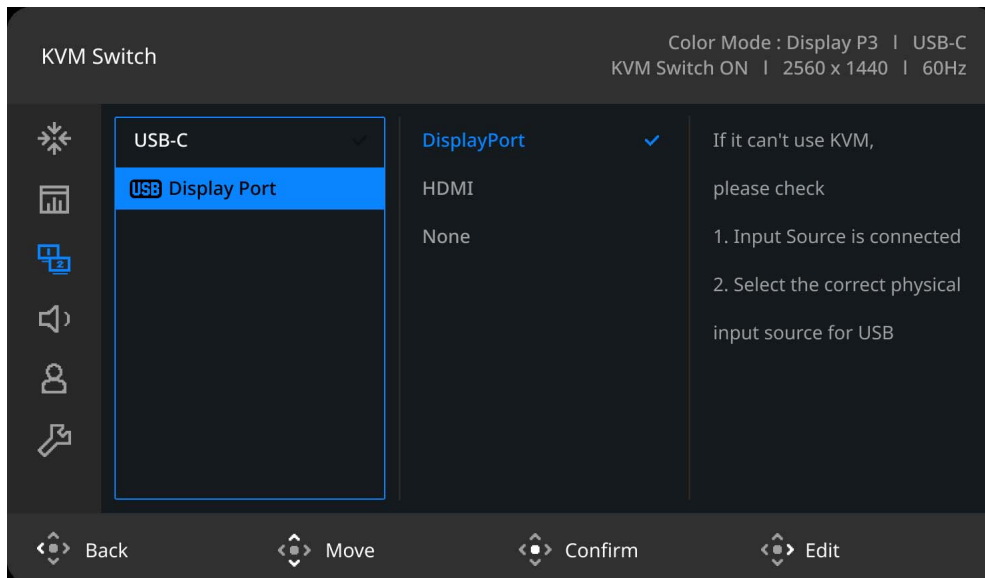 KVM Switch
Color Mode : Display P3 I USB-C
KVM Switch ON I 2560 x 1440 I 60Hz
1
2
USB-C
USB Display Port
DisplayPort
HDMI
None
If it can't use KVM,
please check
1. Input Source is connected
2. Select the correct physical
input source for USB
Back
Move
Confirm
Edit